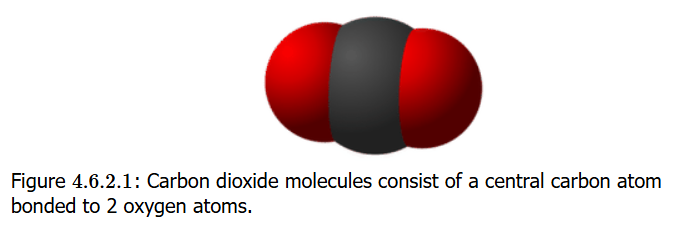 Figure 4.6.2.1: Carbon dioxide molecules consist of a central carbon atom
bonded to 2 oxygen atoms.